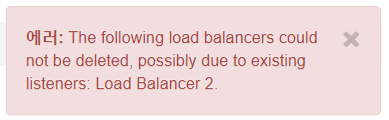 에러: The following load balancers could
not be deleted, possibly due to existing
listeners: Load Balancer 2.